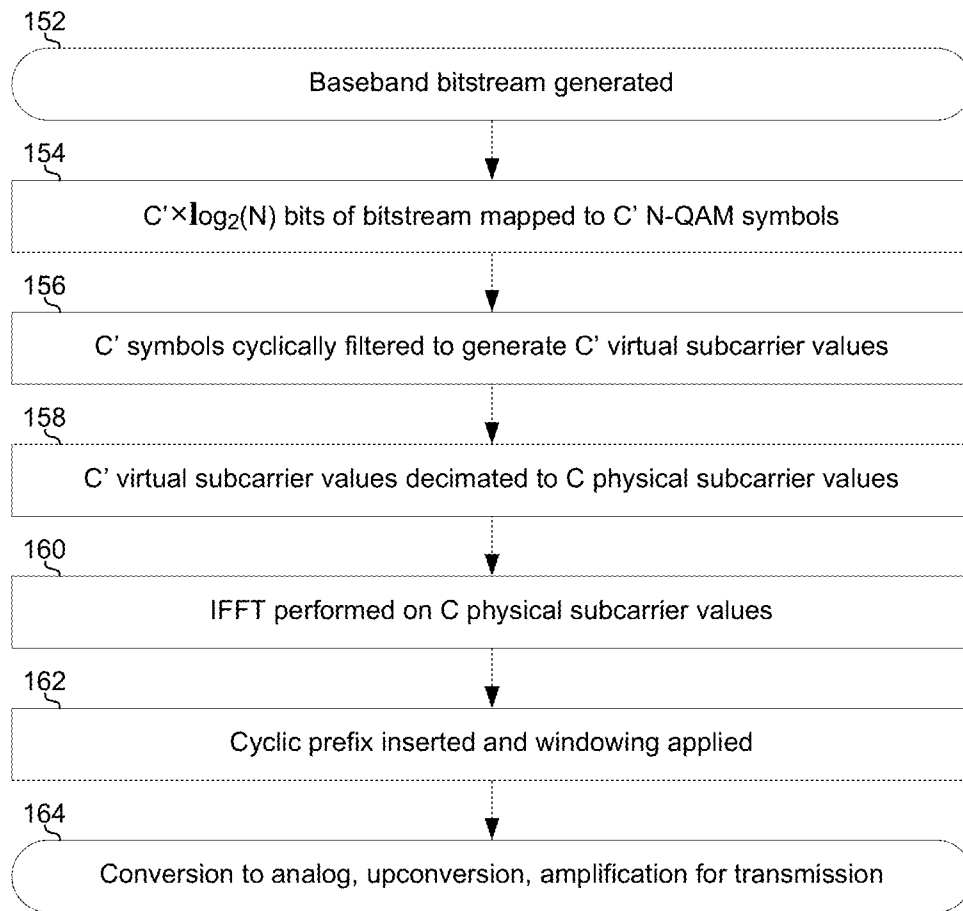 152
Baseband bitstream generated
154
C'×log₂(N) bits of bitstream mapped to C' N-QAM symbols
156
C' symbols cyclically filtered to generate C' virtual subcarrier values
158
C' virtual subcarrier values decimated to C physical subcarrier values
160
IFFT performed on C physical subcarrier values
162
Cyclic prefix inserted and windowing applied
164
Conversion to analog, upconversion, amplification for transmission